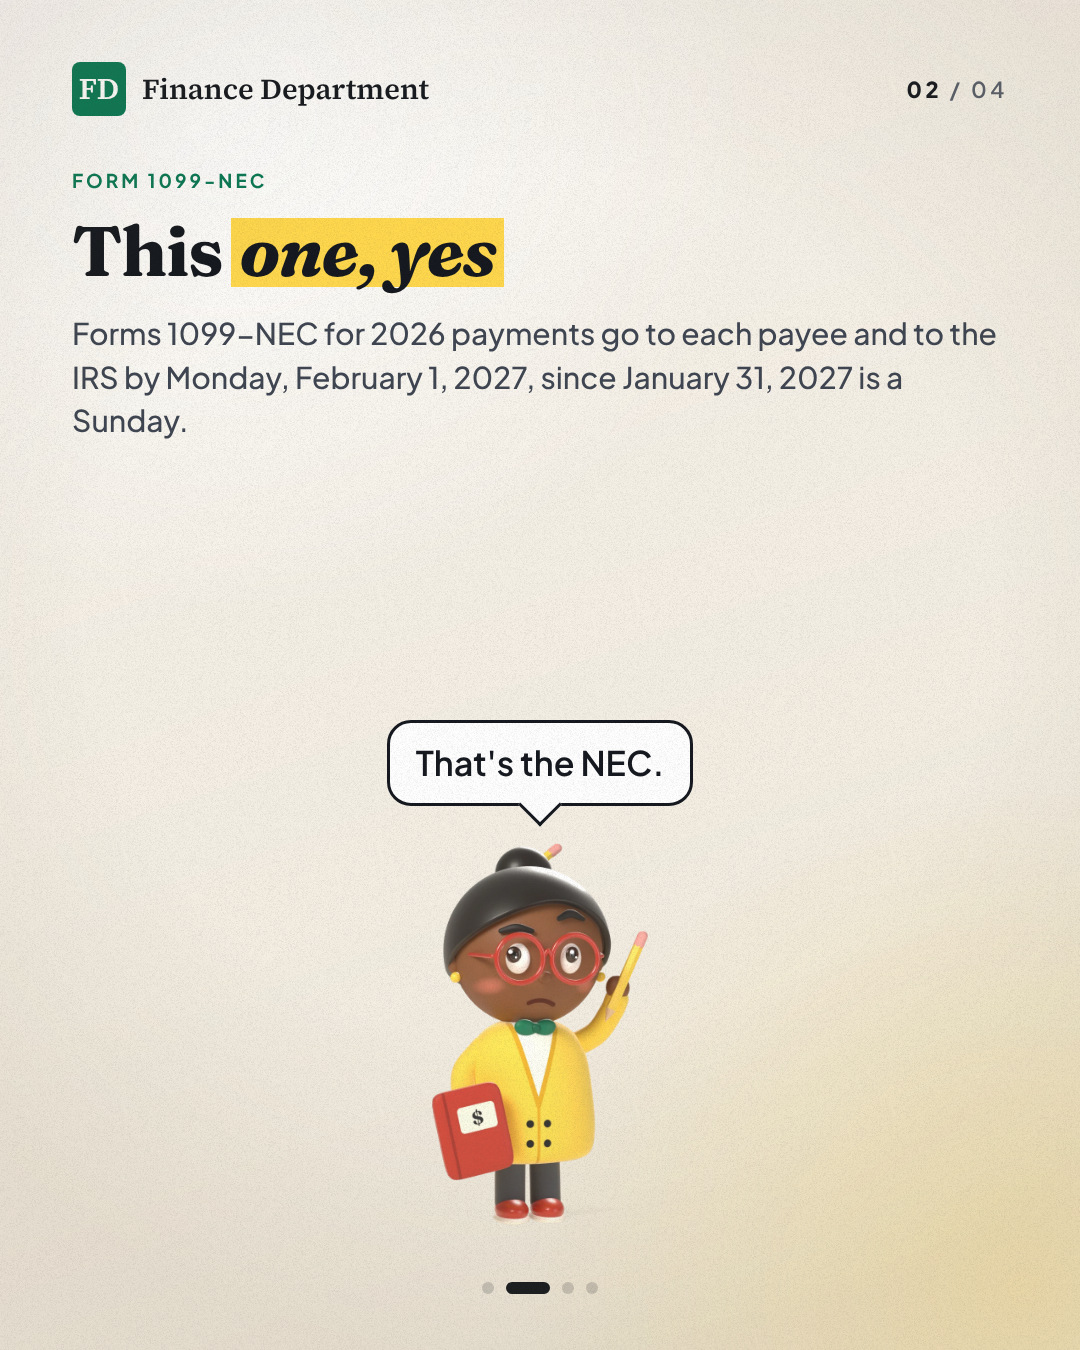 FD Finance Department
02 / 04
FORM 1099-NEC
This one, yes
Forms 1099–NEC for 2026 payments go to each payee and to the
IRS by Monday, February 1, 2027, since January 31, 2027 is a
Sunday.
That's the NEC.
$